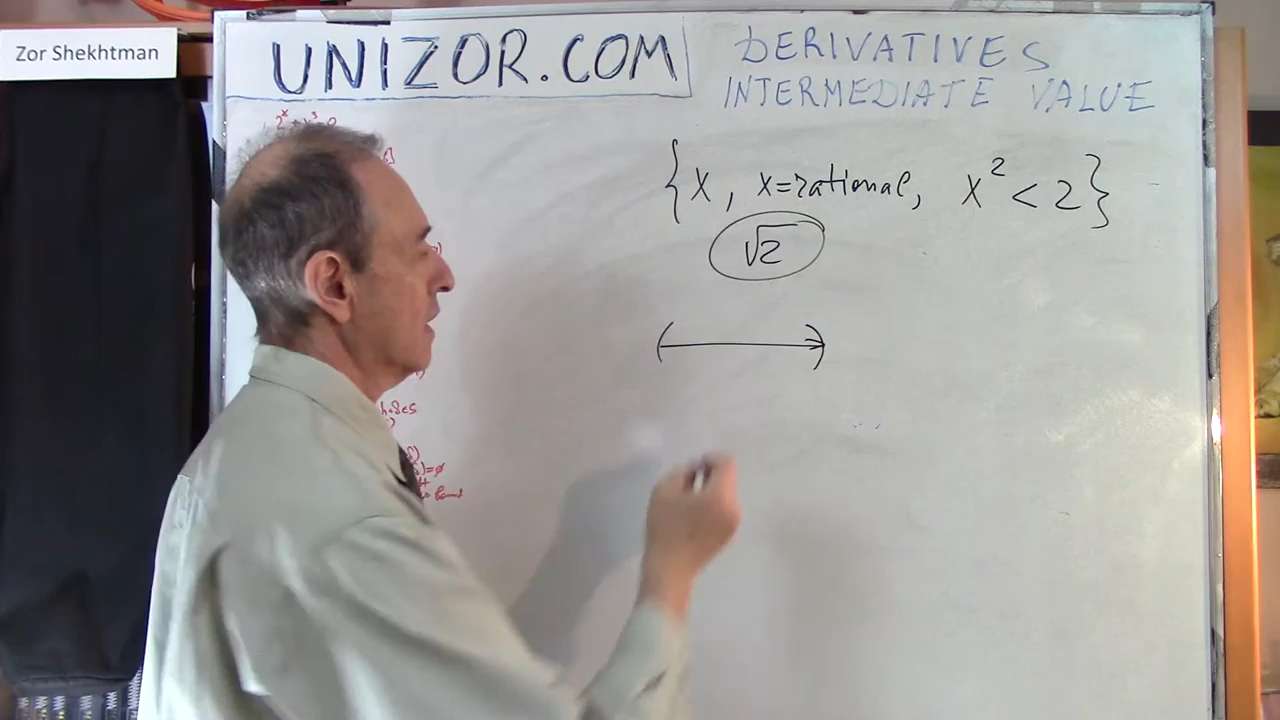 Zor Shekhtman
UNIZOR.COM
DERIVATIVES
INTERMEDIATE VALUE
{x, x=rational, x² < 2}
√2